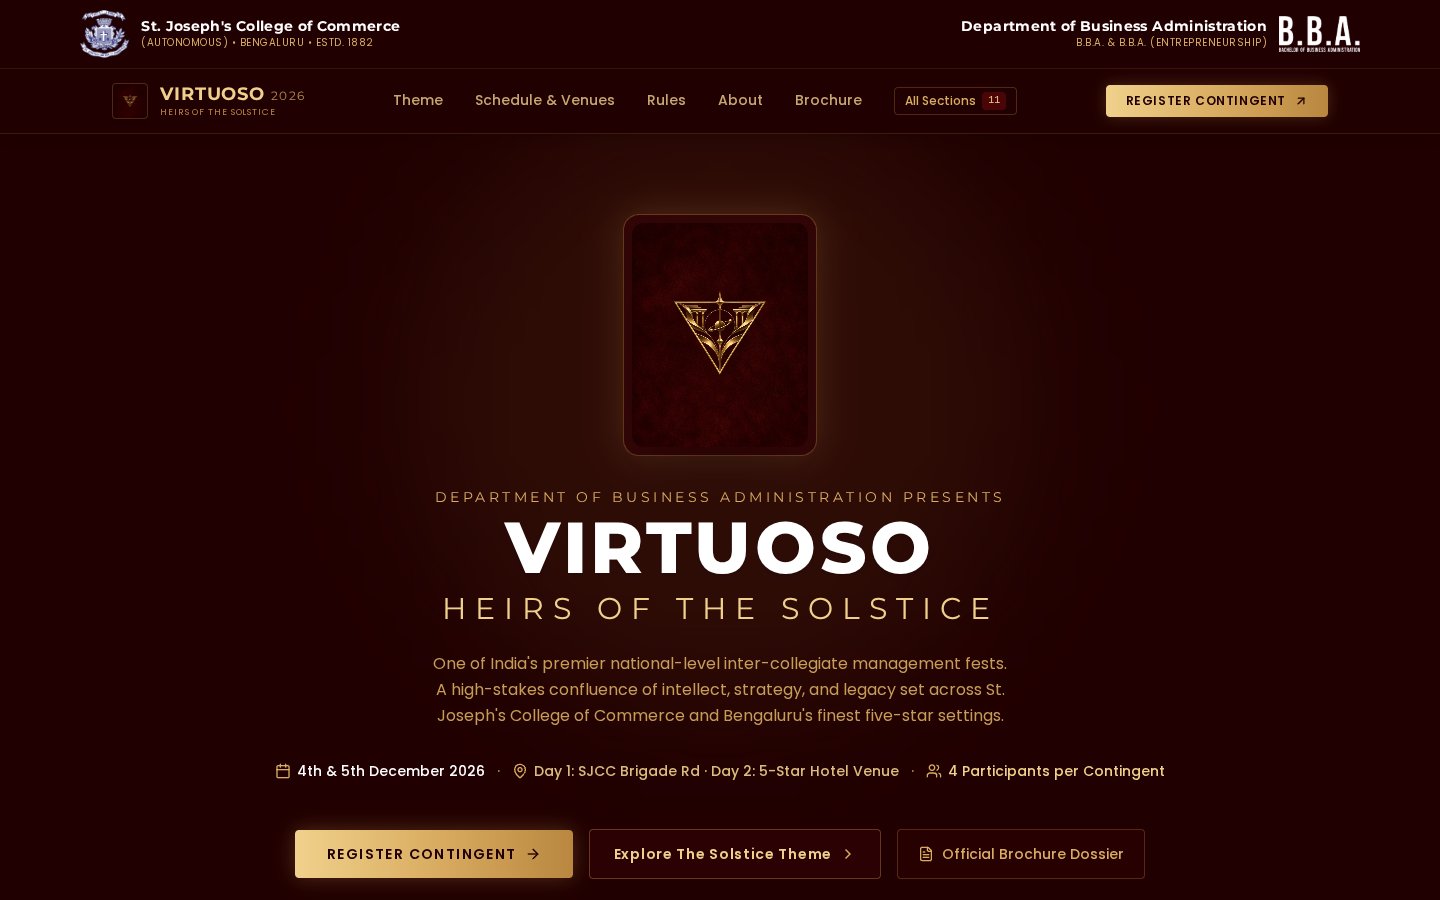 St. Joseph's College of Commerce
(AUTONOMOUS) • BENGALURU • ESTD. 1882
Department of Business Administration
B.B.A. & B.B.A. (ENTREPRENEURSHIP)
B.B.A.
BACHELOR OF BUSINESS ADMINISTRATION
VIRTUOSO 2026
HEIRS OF THE SOLSTICE
Theme
Schedule & Venues
Rules
About
Brochure
All Sections 11
REGISTER CONTINGENT
DEPARTMENT OF BUSINESS ADMINISTRATION PRESENTS
VIRTUOSO
HEIRS OF THE SOLSTICE
One of India's premier national-level inter-collegiate management fests.
A high-stakes confluence of intellect, strategy, and legacy set across St.
Joseph's College of Commerce and Bengaluru's finest five-star settings.
4th & 5th December 2026 · Day 1: SJCC Brigade Rd · Day 2: 5-Star Hotel Venue · 4 Participants per Contingent
REGISTER CONTINGENT
Explore The Solstice Theme
Official Brochure Dossier